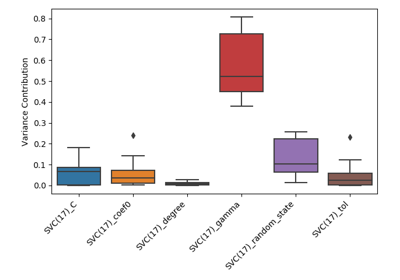 0.8
0.7
0.6
0.5
0.4
0.3
0.2
0.1
0.0
Variance Contribution
SVC(17)_C
SVC(17)_coef0
SVC(17)_degree
SVC(17)_gamma
SVC(17)_random_state
SVC(17)_tol